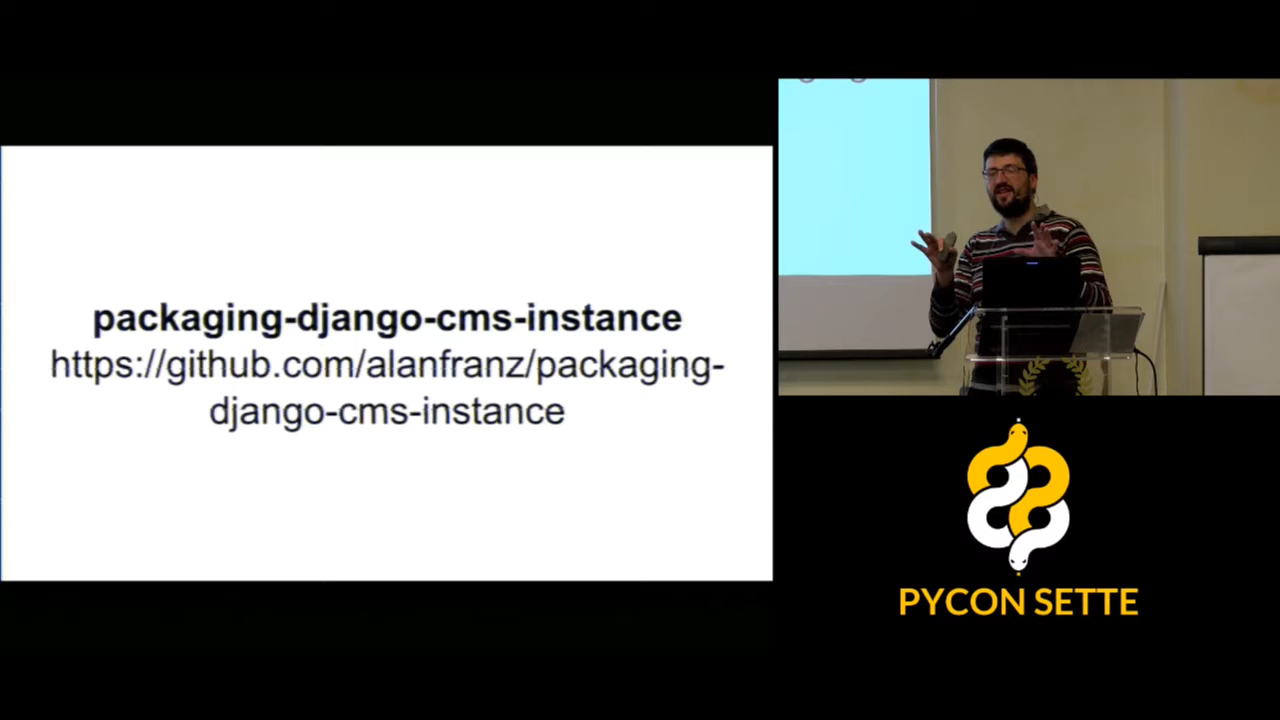 packaging-django-cms-instance
https://github.com/alanfranz/packaging-
django-cms-instance
PYCON SETTE